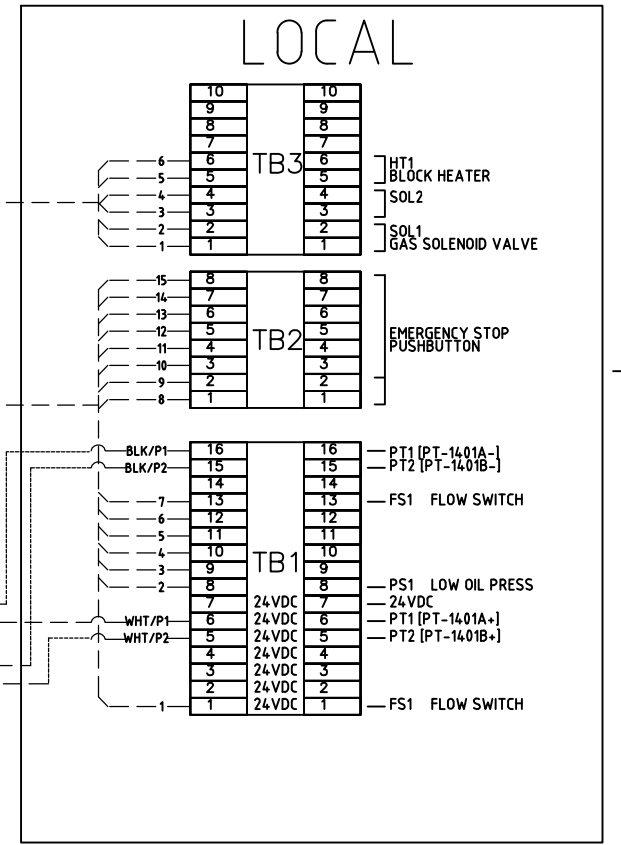 LOCAL
10 10
9 9
8 8
7 7
6 6 TB3 6 HT1
5 5 5 BLOCK HEATER
4 4 4 SOL2
3 3 3
2 2 2 SOL1
1 1 1 GAS SOLENOID VALVE
15 8 8
14 7 7
13 6 6
12 5 TB2 5 EMERGENCY STOP
11 4 4 PUSHBUTTON
10 3 3
9 2 2
8 1 1
BLK/P1 16 16 PT1 [PT-1401A-]
BLK/P2 15 15 PT2 [PT-1401B-]
14 14
7 13 13 FS1 FLOW SWITCH
6 12 12
5 11 11
4 10 TB1 10
3 9 9
2 8 8 PS1 LOW OIL PRESS
7 24VDC 7 24VDC
WHT/P1 6 24VDC 6 PT1 [PT-1401A+]
WHT/P2 5 24VDC 5 PT2 [PT-1401B+]
4 24VDC 4
3 24VDC 3
2 24VDC 2
1 1 24VDC 1 FS1 FLOW SWITCH